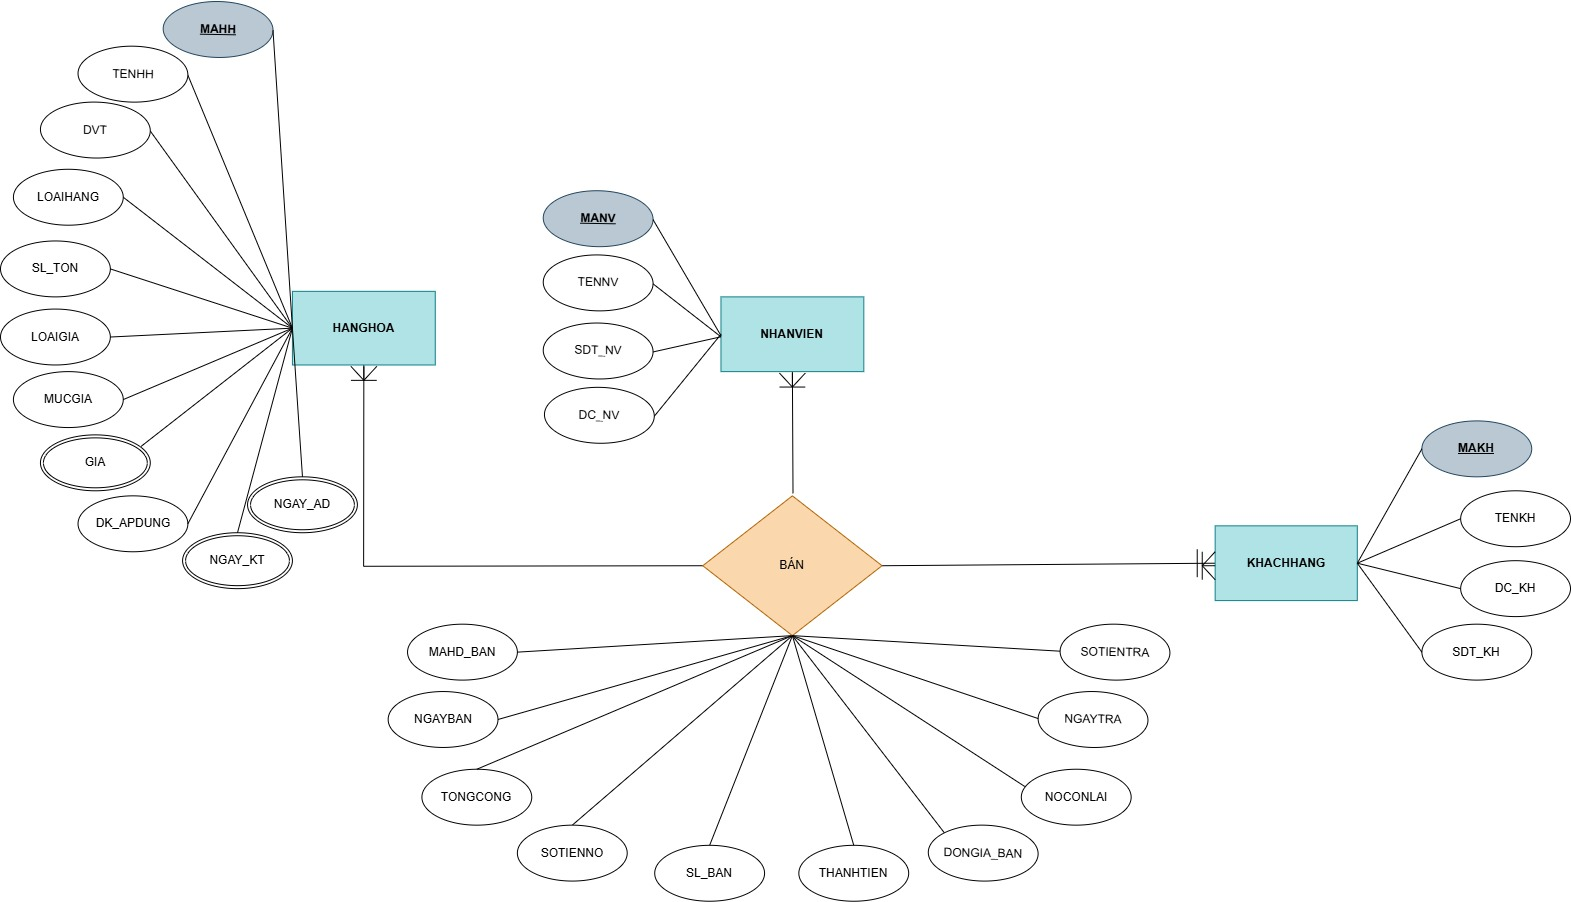 MAHH
TENHH
DVT
LOAIHANG
SL_TON
LOAIGIA
MUCGIA
GIA
DK_APDUNG
NGAY_KT
NGAY_AD
HANGHOA
MANV
TENNV
SDT_NV
DC_NV
NHANVIEN
BÁN
MAKH
TENKH
DC_KH
SDT_KH
KHACHHANG
MAHD_BAN
NGAYBAN
TONGCONG
SOTIENNO
SL_BAN
THANHTIEN
DONGIA_BAN
NOCONLAI
NGAYTRA
SOTIENTRA